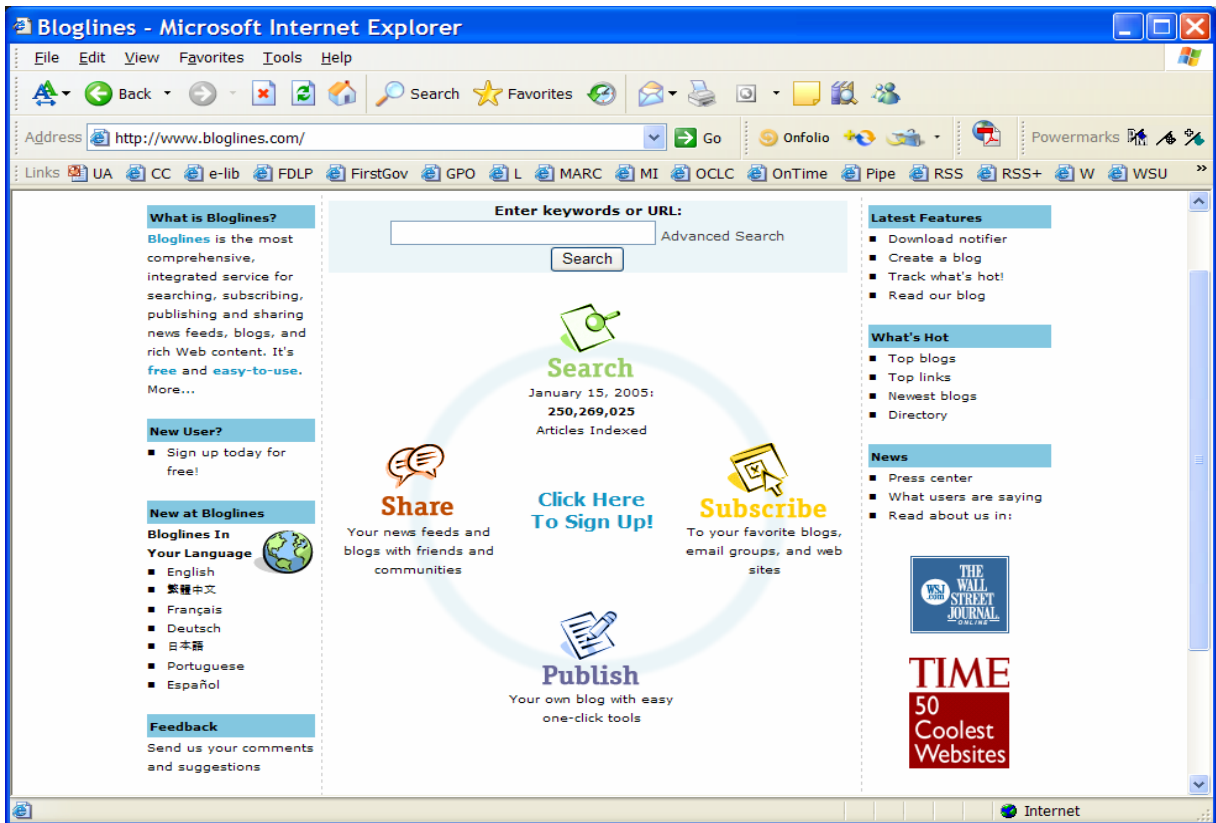 Bloglines - Microsoft Internet Explorer
File Edit View Favorites Tools Help
Back Search Favorites
Address http://www.bloglines.com/ Go Onfolio Powermarks
Links UA CC e-lib FDLP FirstGov GPO L MARC MI OCLC OnTime Pipe RSS RSS+ W WSU »
What is Bloglines?
Bloglines is the most
comprehensive,
integrated service for
searching, subscribing,
publishing and sharing
news feeds, blogs, and
rich Web content. It's
free and easy-to-use.
More...
New User?
Sign up today for
free!
New at Bloglines
Bloglines In
Your Language
English
繁體中文
Français
Deutsch
日本語
Portuguese
Español
Feedback
Send us your comments
and suggestions
Enter keywords or URL:
Advanced Search
Search
Search
January 15, 2005:
250,269,025
Articles Indexed
Share
Your news feeds and
blogs with friends and
communities
Click Here
To Sign Up!
Subscribe
To your favorite blogs,
email groups, and web
sites
Publish
Your own blog with easy
one-click tools
Latest Features
Download notifier
Create a blog
Track what's hot!
Read our blog
What's Hot
Top blogs
Top links
Newest blogs
Directory
News
Press center
What users are saying
Read about us in:
WSJ
.com
THE
WALL
STREET
JOURNAL.
ONLINE
TIME
50
Coolest
Websites
Internet